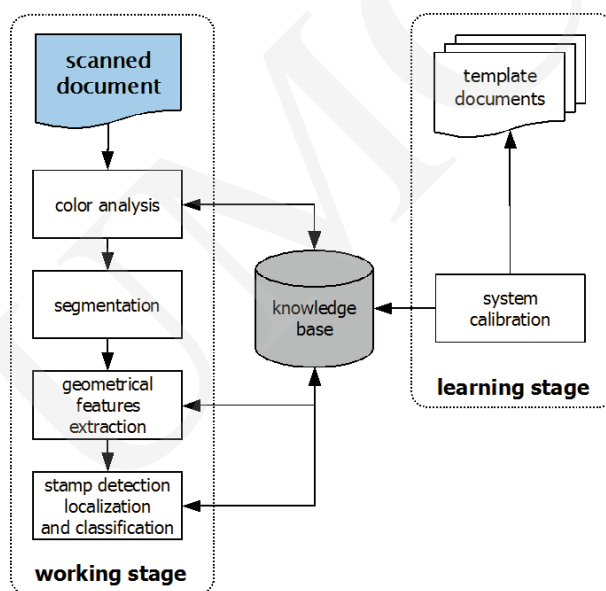 scanned
document
color analysis
segmentation
geometrical
features
extraction
stamp detection
localization
and classification
working stage
knowledge
base
template
documents
system
calibration
learning stage